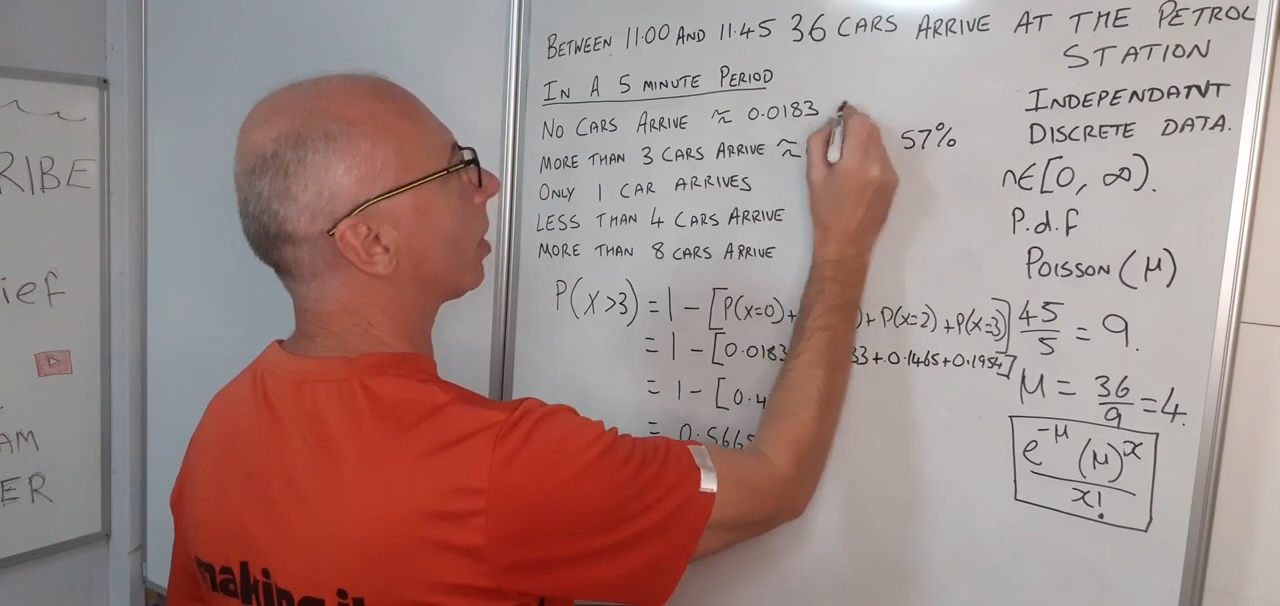 BETWEEN 11.00 AND 11.45 36 CARS ARRIVE AT THE PETROL
STATION
IN A 5 MINUTE PERIOD
NO CARS ARRIVE ≈ 0.0183
MORE THAN 3 CARS ARRIVE ≈ 57%
ONLY 1 CAR ARRIVES
LESS THAN 4 CARS ARRIVE
MORE THAN 8 CARS ARRIVE
P(X>3) = 1 - [P(x=0)+ ) + P(x=2) + P(x=3)]
= 1 - [0.0183 33 + 0.1465 + 0.1954]
= 1 - [0.4
= 0.5665
INDEPENDANT
DISCRETE DATA.
n∈[0, ∞).
P.d.f
POISSON (μ)
45/5 = 9.
μ = 36/9 = 4.
e^-μ (μ)^x / x!
RIBE
ief
AM
ER
making i